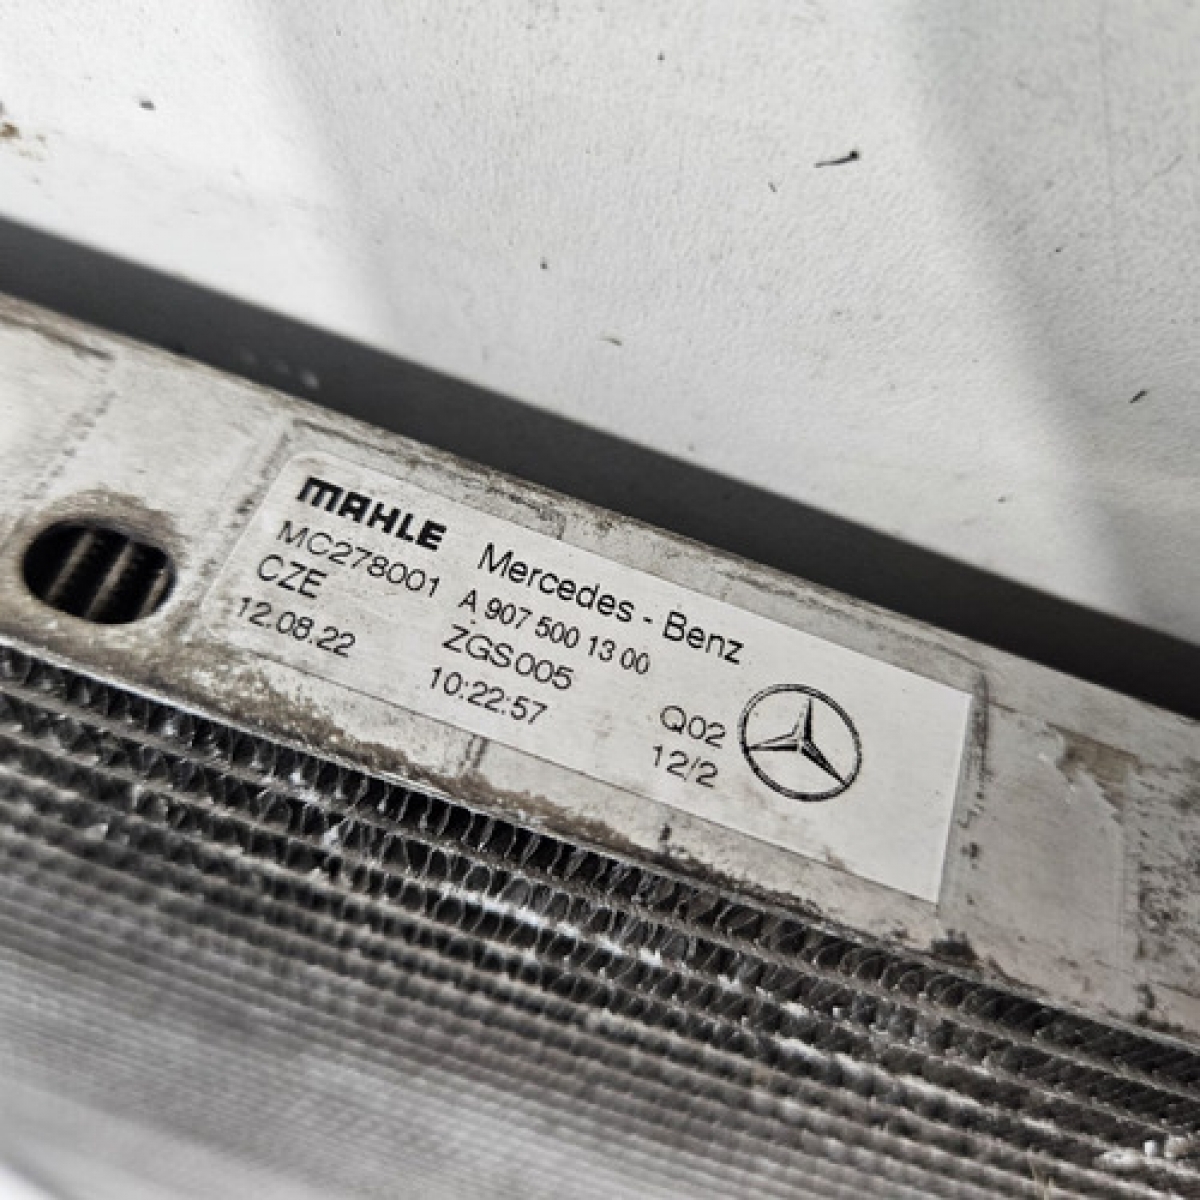 MAHLE Mercedes - Benz
MC278001 A 907 500 13 00
CZE ZGS005 Q02
12.08.22 10:22:57 12/2